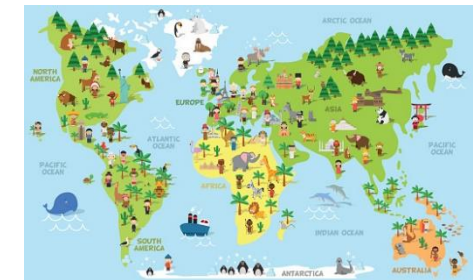 ARCTIC OCEAN
NORTH
AMERICA
EUROPE
ASIA
ATLANTIC
OCEAN
PACIFIC
OCEAN
PACIFIC
OCEAN
AFRICA
INDIAN OCEAN
SOUTH
AMERICA
AUSTRALIA
ANTARCTICA